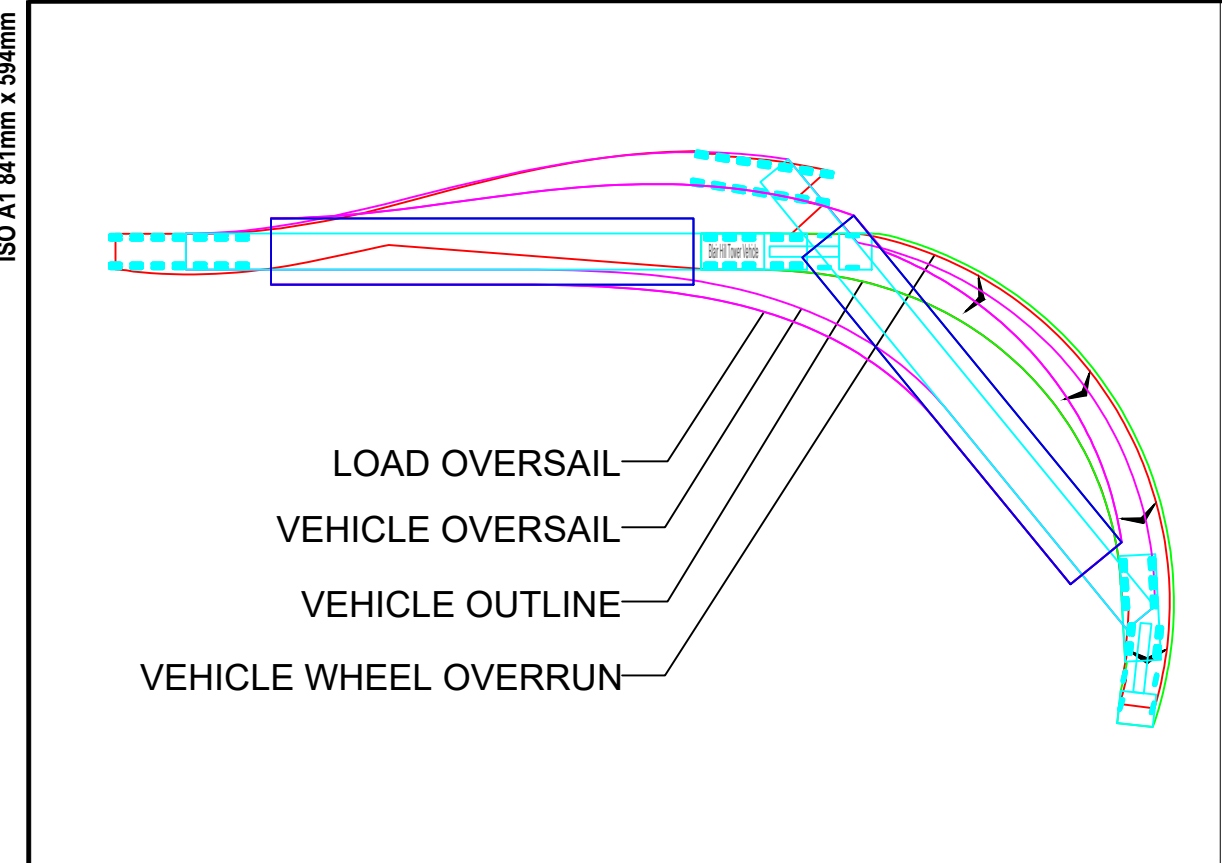 ISO A1 841mm x 594mm
Blair Hill Tower Vehicle
LOAD OVERSAIL
VEHICLE OVERSAIL
VEHICLE OUTLINE
VEHICLE WHEEL OVERRUN